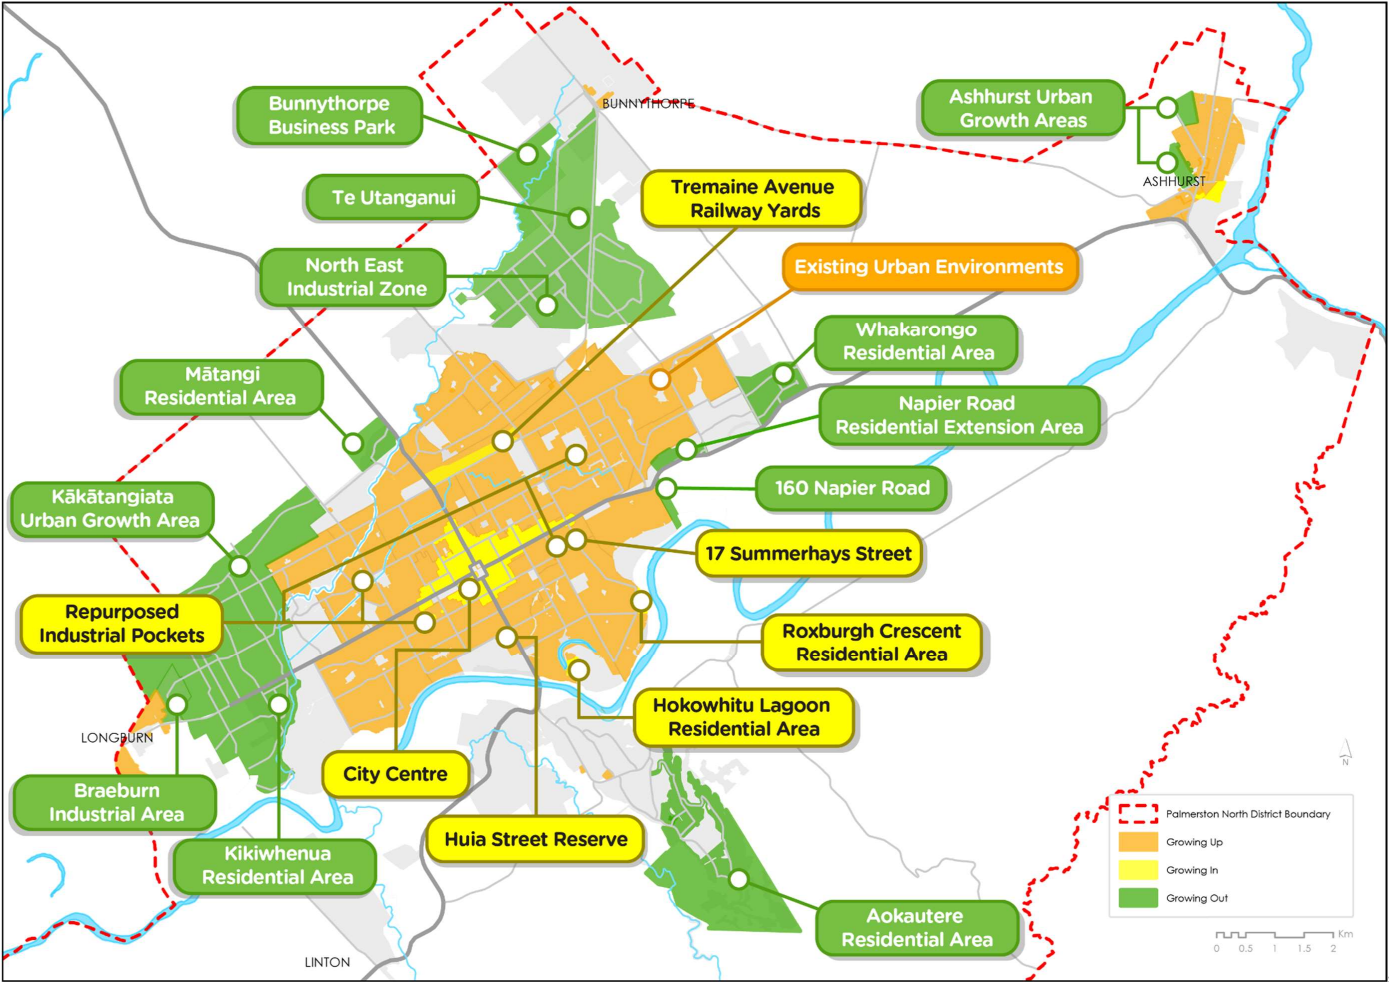 BUNNYTHORPE
Bunnythorpe
Business Park
Ashhurst Urban
Growth Areas
ASHHURST
Te Utanganui
Tremaine Avenue
Railway Yards
North East
Industrial Zone
Existing Urban Environments
Whakarongo
Residential Area
Mātangi
Residential Area
Napier Road
Residential Extension Area
Kākātangiata
Urban Growth Area
160 Napier Road
17 Summerhays Street
Repurposed
Industrial Pockets
Roxburgh Crescent
Residential Area
Hokowhitu Lagoon
Residential Area
LONGBURN
City Centre
Braeburn
Industrial Area
Huia Street Reserve
Kikiwhenua
Residential Area
Aokautere
Residential Area
LINTON
N
Palmerston North District Boundary
Growing Up
Growing In
Growing Out
Km
0 0.5 1 1.5 2